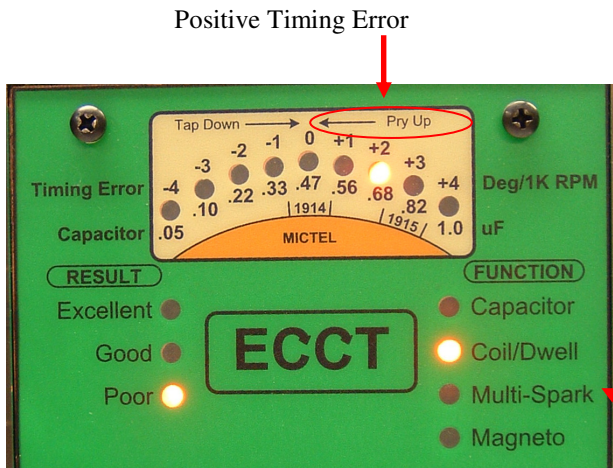 Positive Timing Error
Tap Down Pry Up
-4 -3 -2 -1 0 +1 +2 +3 +4
Timing Error Deg/1K RPM
.05 .10 .22 .33 .47 .56 .68 .82 1.0
Capacitor uF
1914 1915
MICTEL
RESULT
FUNCTION
Excellent
Good
Poor
ECCT
Capacitor
Coil/Dwell
Multi-Spark
Magneto